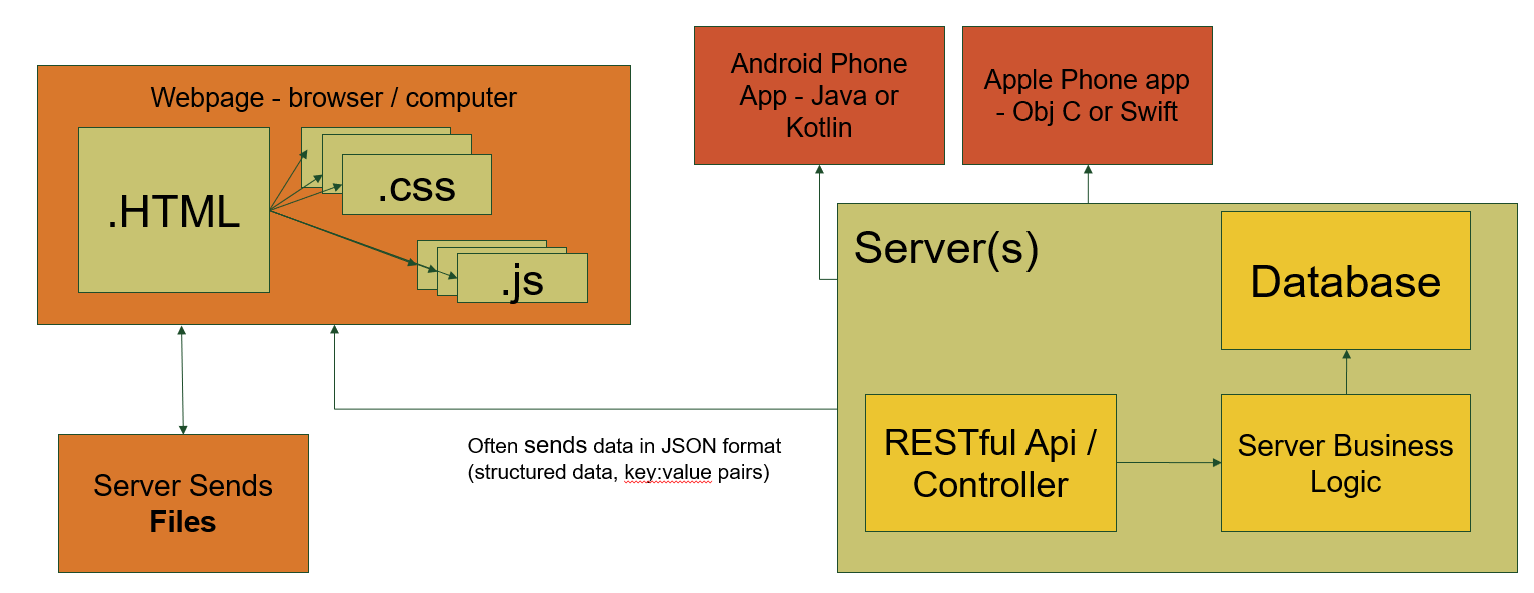 Webpage - browser / computer
.HTML
.css
.js
Server Sends
Files
Often sends data in JSON format
(structured data, key:value pairs)
Android Phone
App - Java or
Kotlin
Apple Phone app
- Obj C or Swift
Server(s)
Database
RESTful Api /
Controller
Server Business
Logic